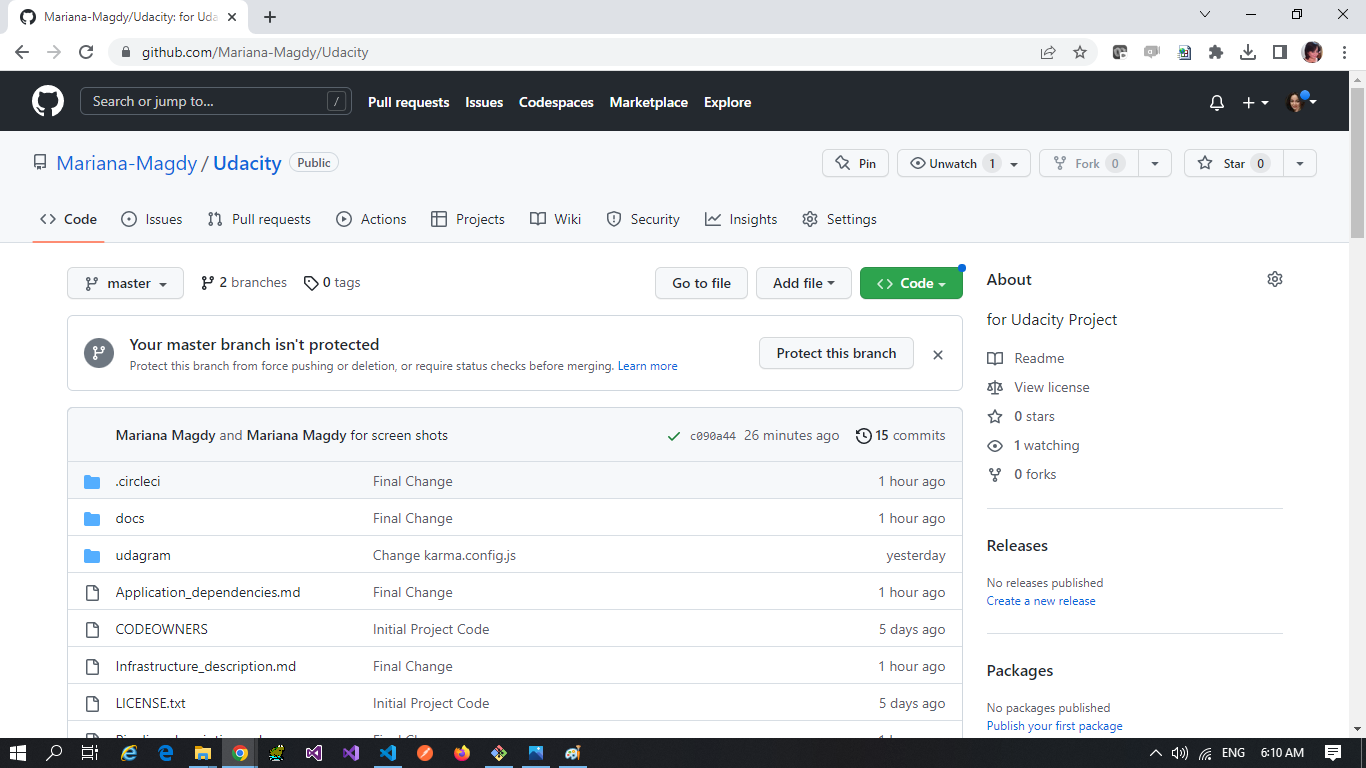 Mariana-Magdy/Udacity: for Uda
github.com/Mariana-Magdy/Udacity
Search or jump to... /
Pull requests Issues Codespaces Marketplace Explore
Mariana-Magdy / Udacity Public
Pin Unwatch 1 Fork 0 Star 0
Code Issues Pull requests Actions Projects Wiki Security Insights Settings
master 2 branches 0 tags Go to file Add file Code
Your master branch isn't protected
Protect this branch from force pushing or deletion, or require status checks before merging. Learn more
Protect this branch
Mariana Magdy and Mariana Magdy for screen shots c090a44 26 minutes ago 15 commits
.circleci Final Change 1 hour ago
docs Final Change 1 hour ago
udagram Change karma.config.js yesterday
Application_dependencies.md Final Change 1 hour ago
CODEOWNERS Initial Project Code 5 days ago
Infrastructure_description.md Final Change 1 hour ago
LICENSE.txt Initial Project Code 5 days ago
About
for Udacity Project
Readme
View license
0 stars
1 watching
0 forks
Releases
No releases published
Create a new release
Packages
No packages published
Publish your first package
ENG 6:10 AM